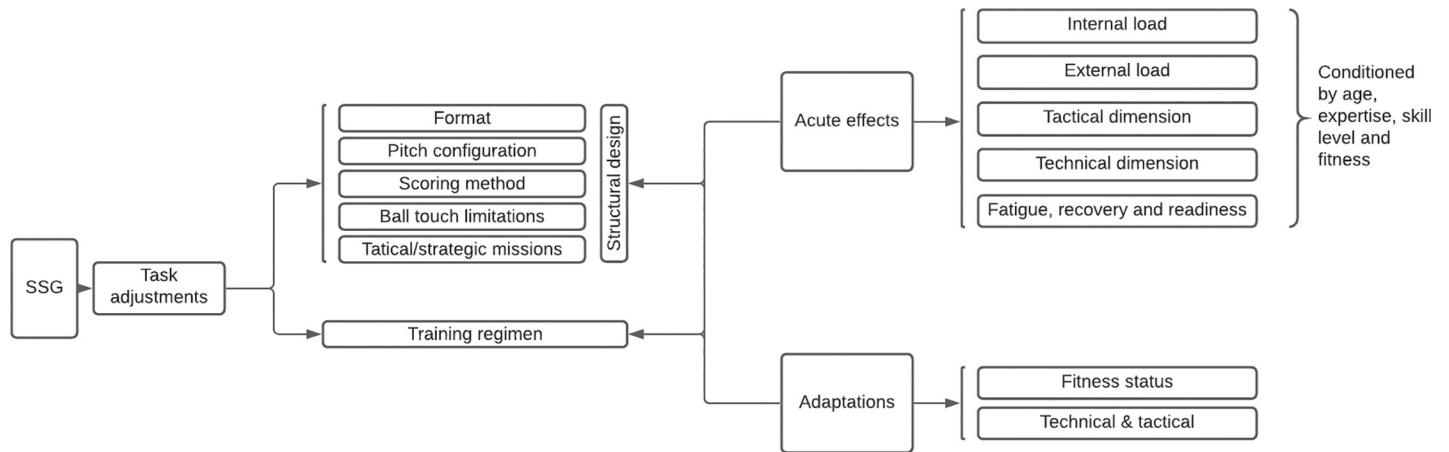 SSG
Task
adjustments
Format
Pitch configuration
Scoring method
Ball touch limitations
Tatical/strategic missions
Structural design
Training regimen
Acute effects
Internal load
External load
Tactical dimension
Technical dimension
Fatigue, recovery and readiness
Conditioned
by age,
expertise, skill
level and
fitness
Adaptations
Fitness status
Technical & tactical